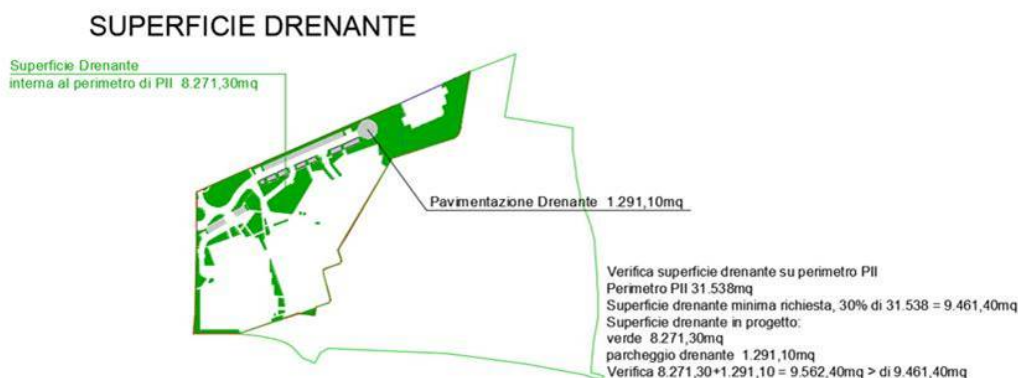 SUPERFICIE DRENANTE
Superficie Drenante
interna al perimetro di PII 8.271,30mq
Pavimentazione Drenante 1.291,10mq
Verifica superficie drenante su perimetro PII
Perimetro PII 31.538mq
Superficie drenante minima richiesta, 30% di 31.538 = 9.461,40mq
Superficie drenante in progetto:
verde 8.271,30mq
parcheggio drenante 1.291,10mq
Verifica 8.271,30+1.291,10 = 9.562,40mq > di 9.461,40mq